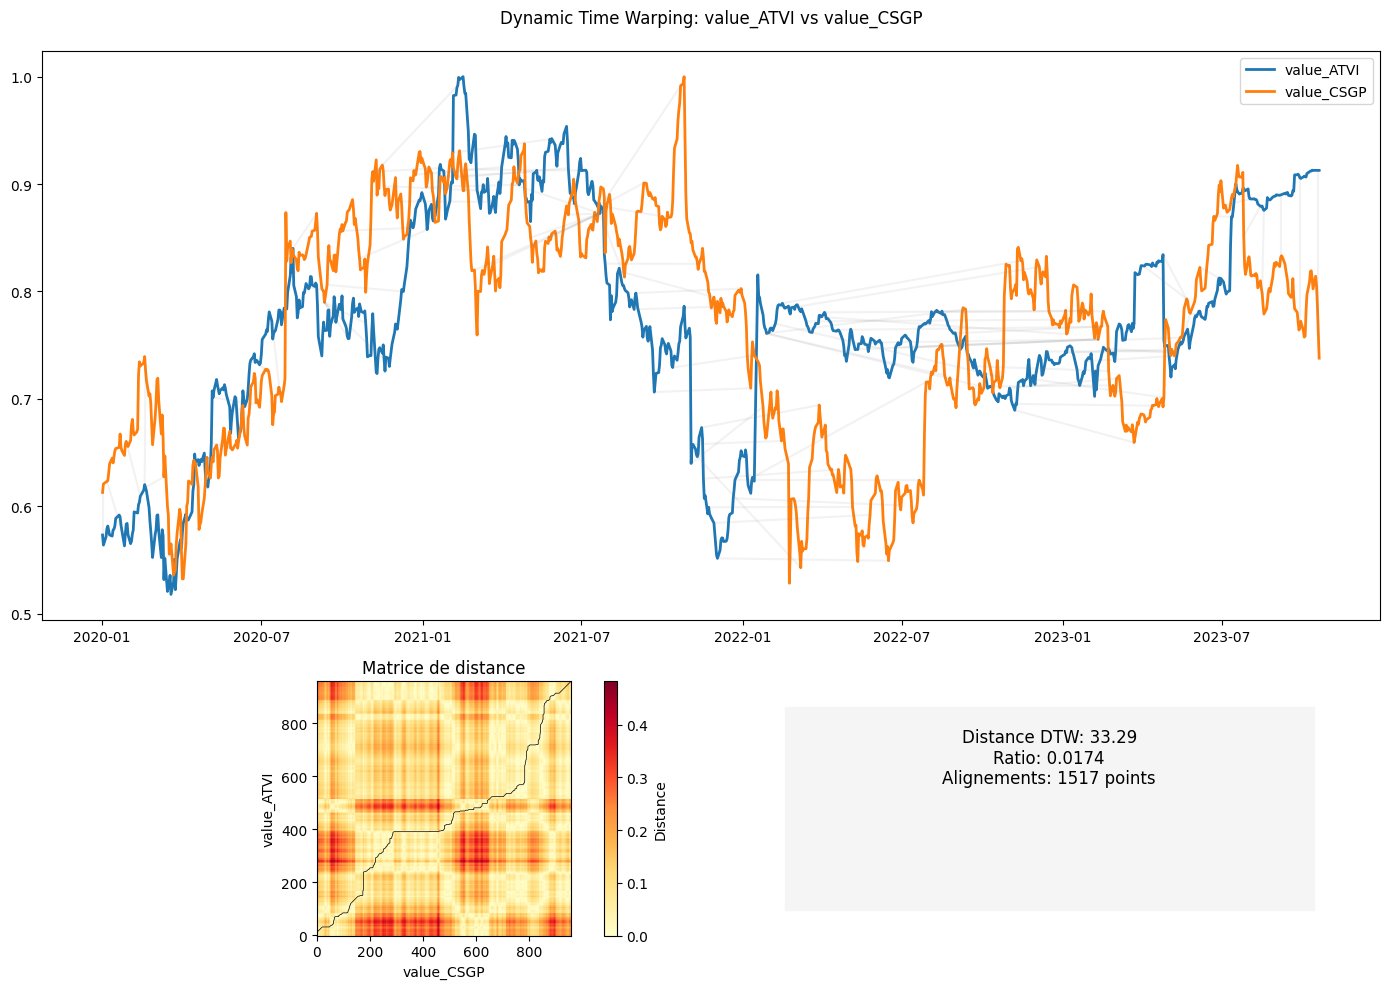 Dynamic Time Warping: value_ATVI vs value_CSGP
value_ATVI
value_CSGP
1.0
0.9
0.8
0.7
0.6
0.5
2020-01 2020-07 2021-01 2021-07 2022-01 2022-07 2023-01 2023-07
Matrice de distance
800
600
400
200
0
value_ATVI
0 200 400 600 800
value_CSGP
0.4
0.3
0.2
0.1
0.0
Distance
Distance DTW: 33.29
Ratio: 0.0174
Alignements: 1517 points